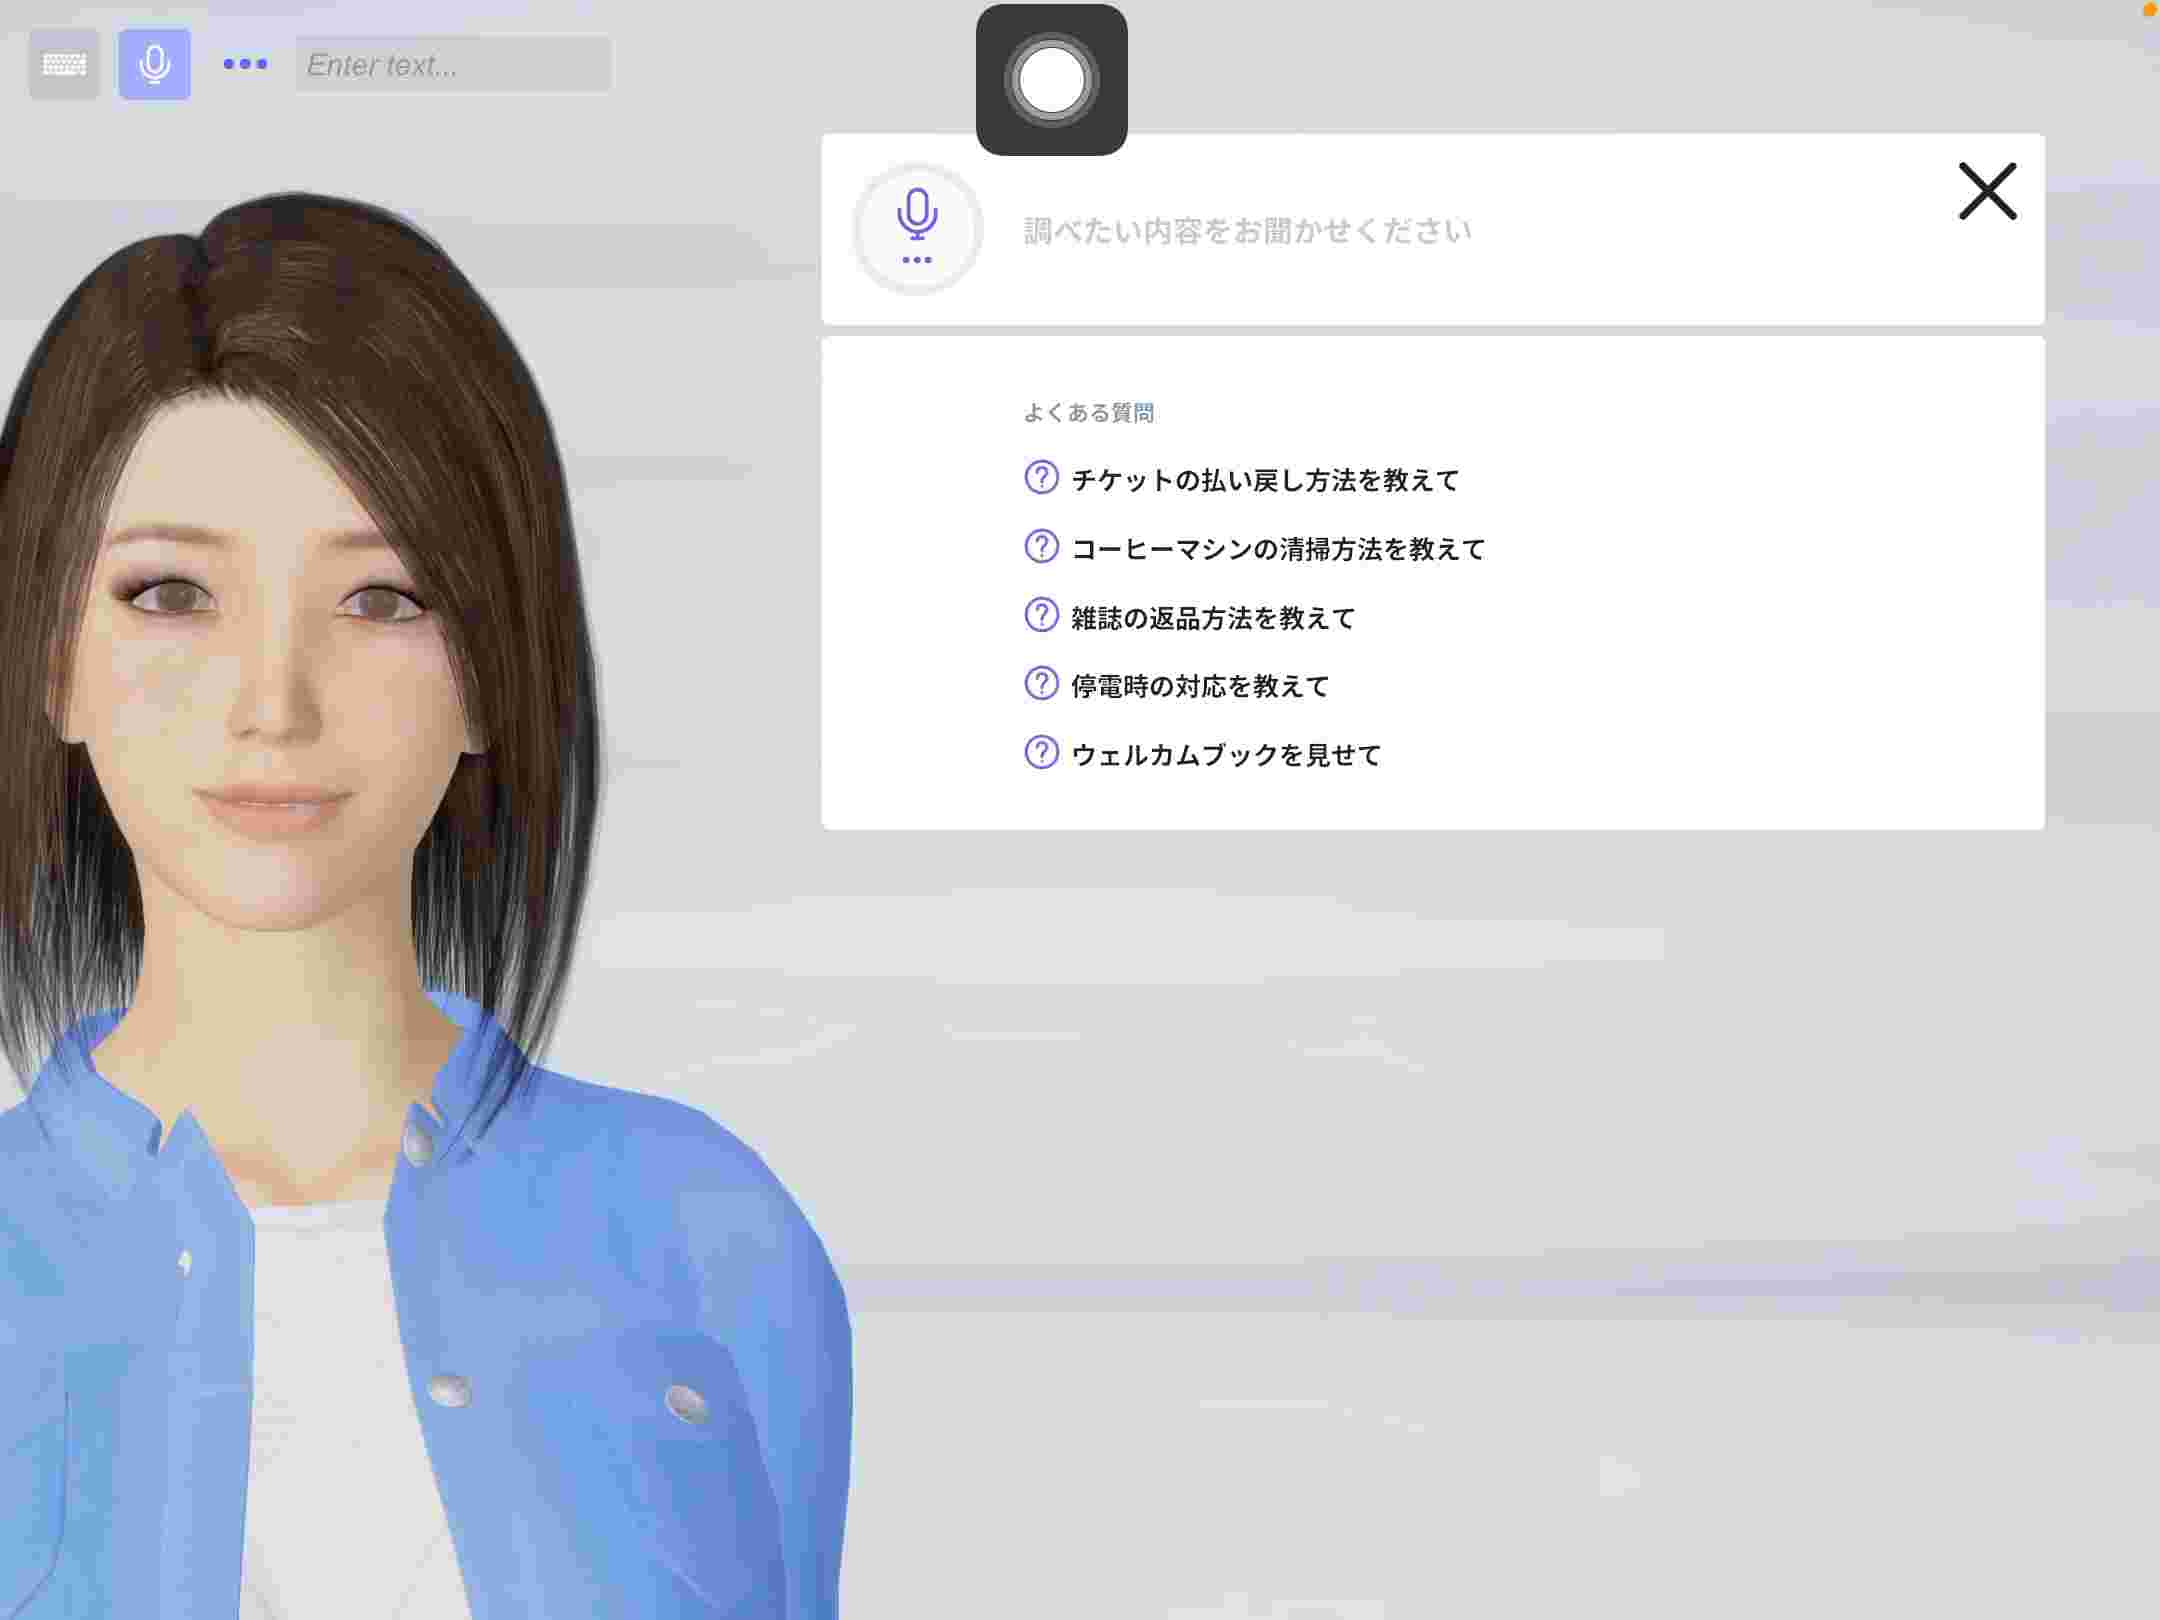 Enter text...
調べたい内容をお聞かせください
よくある質問
チケットの払い戻し方法を教えて
コーヒーマシンの清掃方法を教えて
雑誌の返品方法を教えて
停電時の対応を教えて
ウェルカムブックを見せて